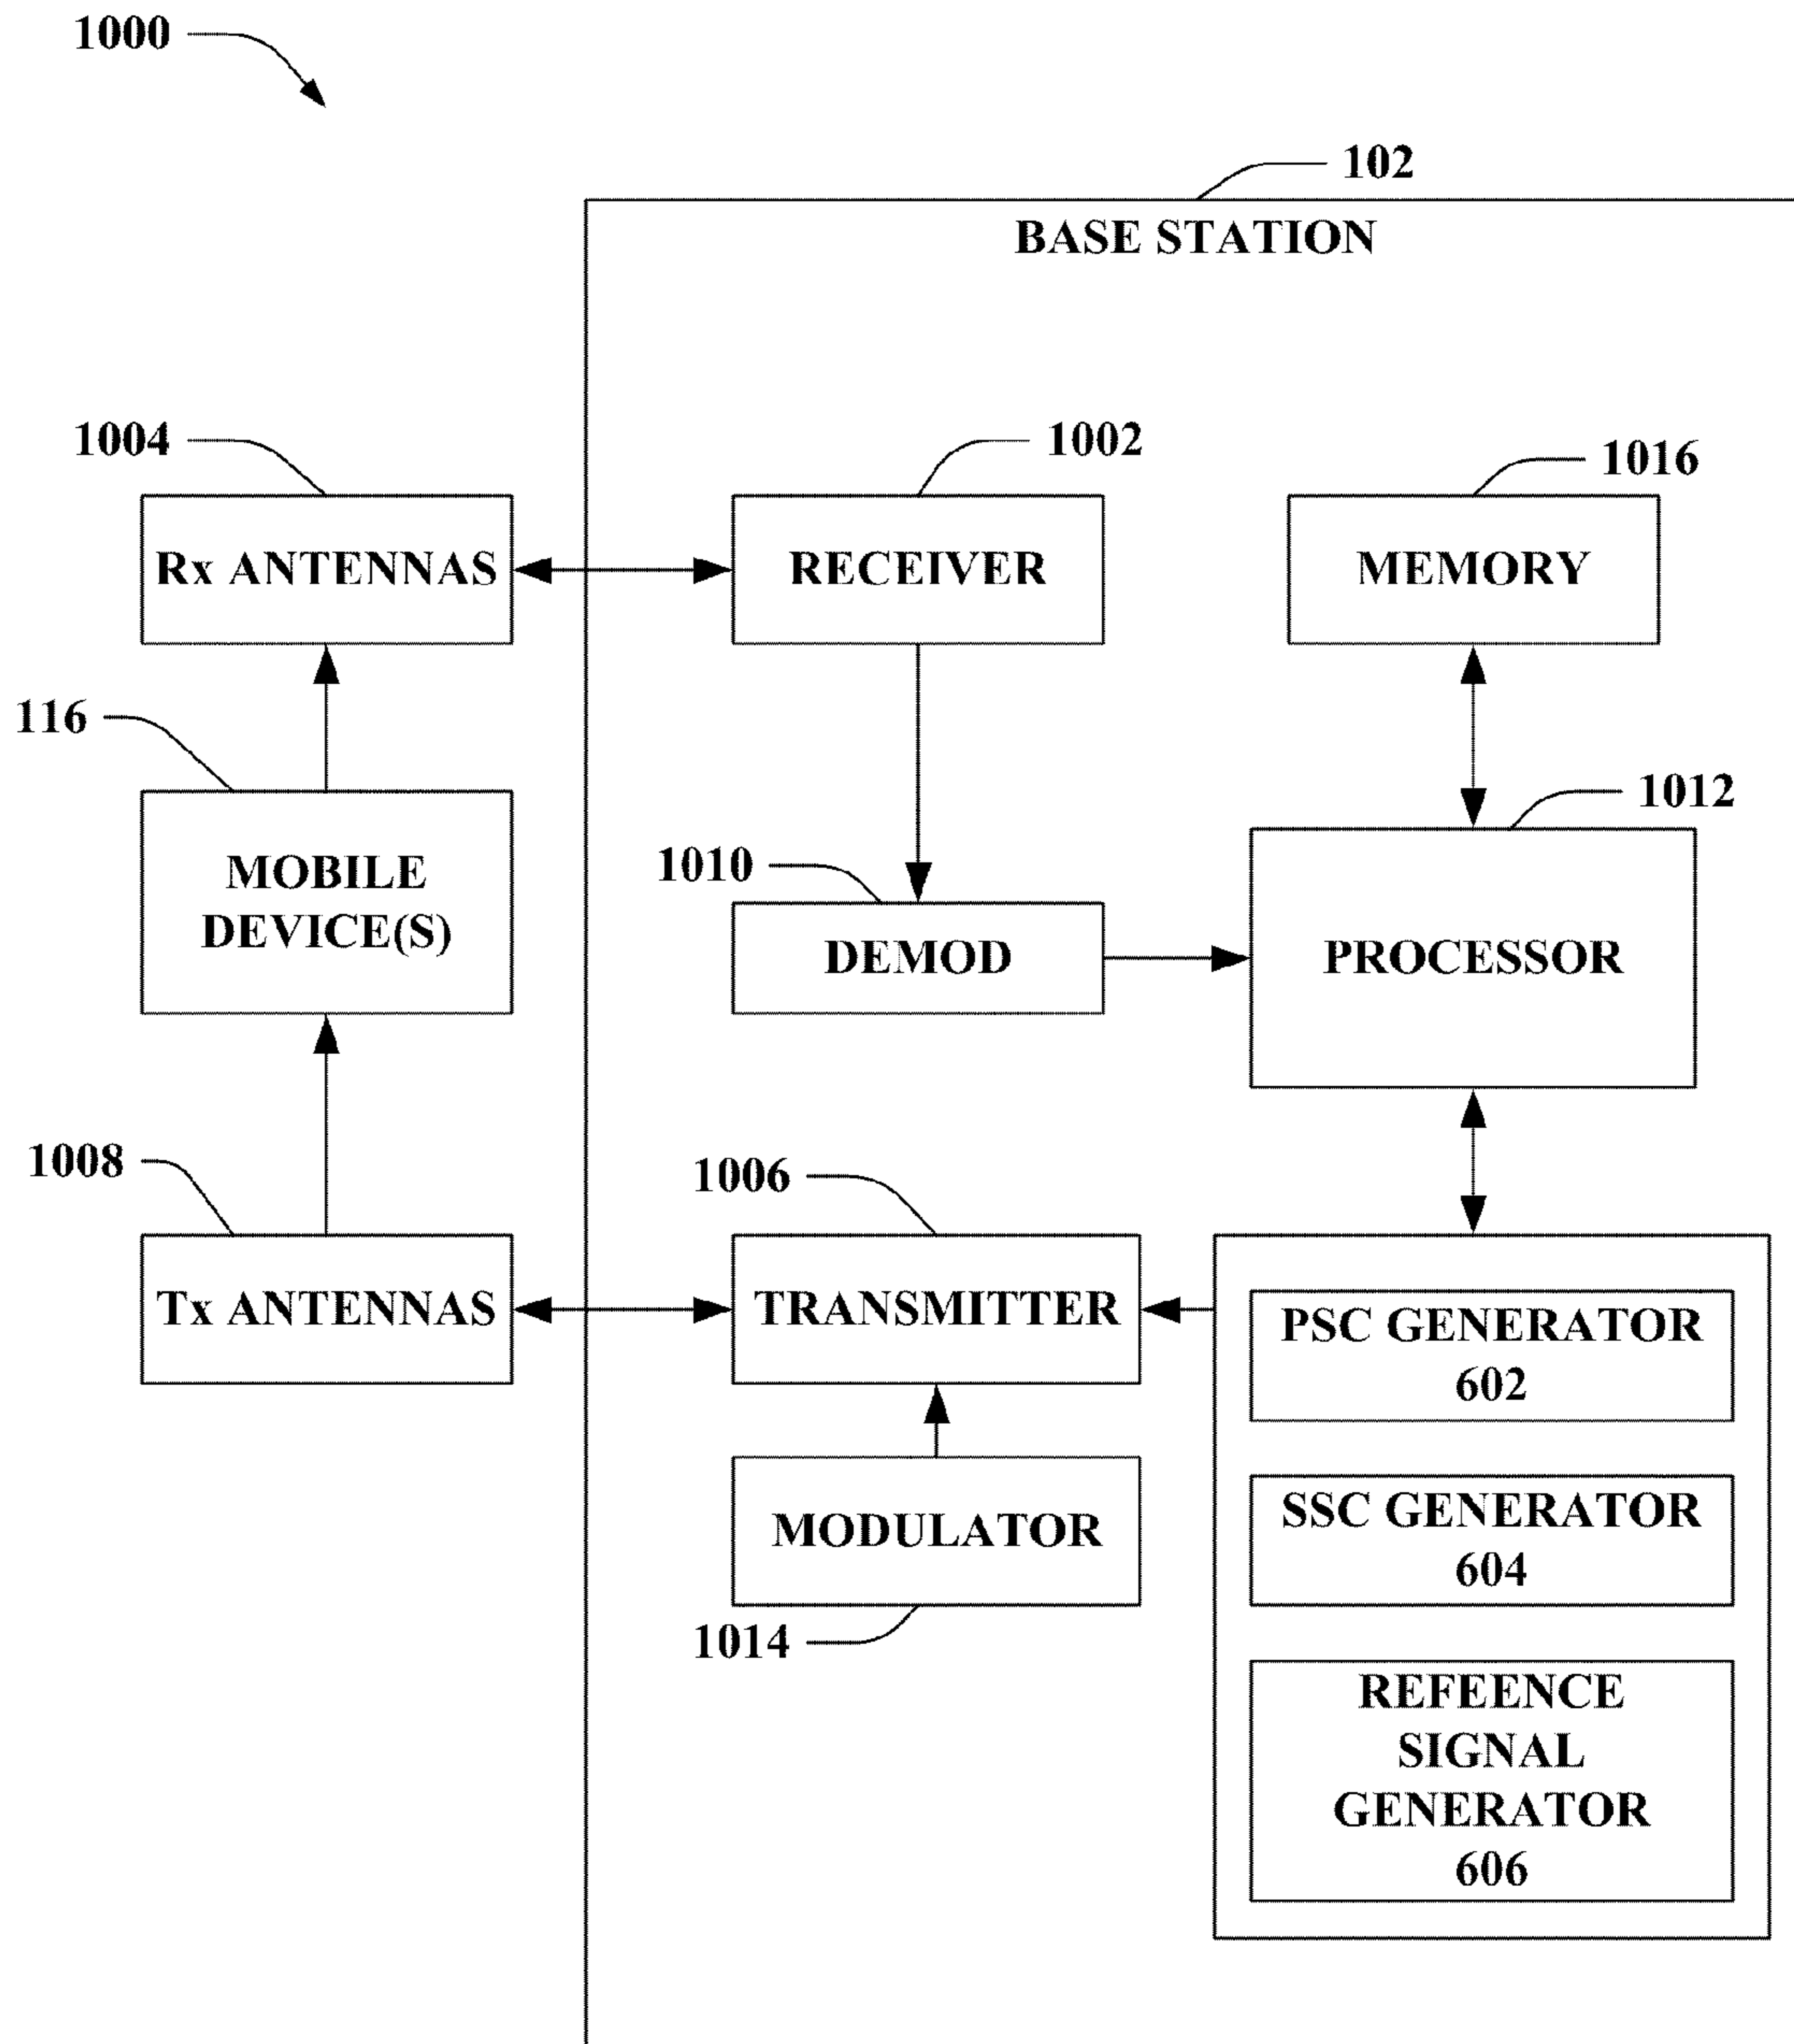 1000
102
BASE STATION
1004
1002
1016
Rx ANTENNAS
RECEIVER
MEMORY
116
1012
MOBILE
DEVICE(S)
1010
DEMOD
PROCESSOR
1008
1006
Tx ANTENNAS
TRANSMITTER
PSC GENERATOR
602
MODULATOR
1014
SSC GENERATOR
604
REFEENCE
SIGNAL
GENERATOR
606